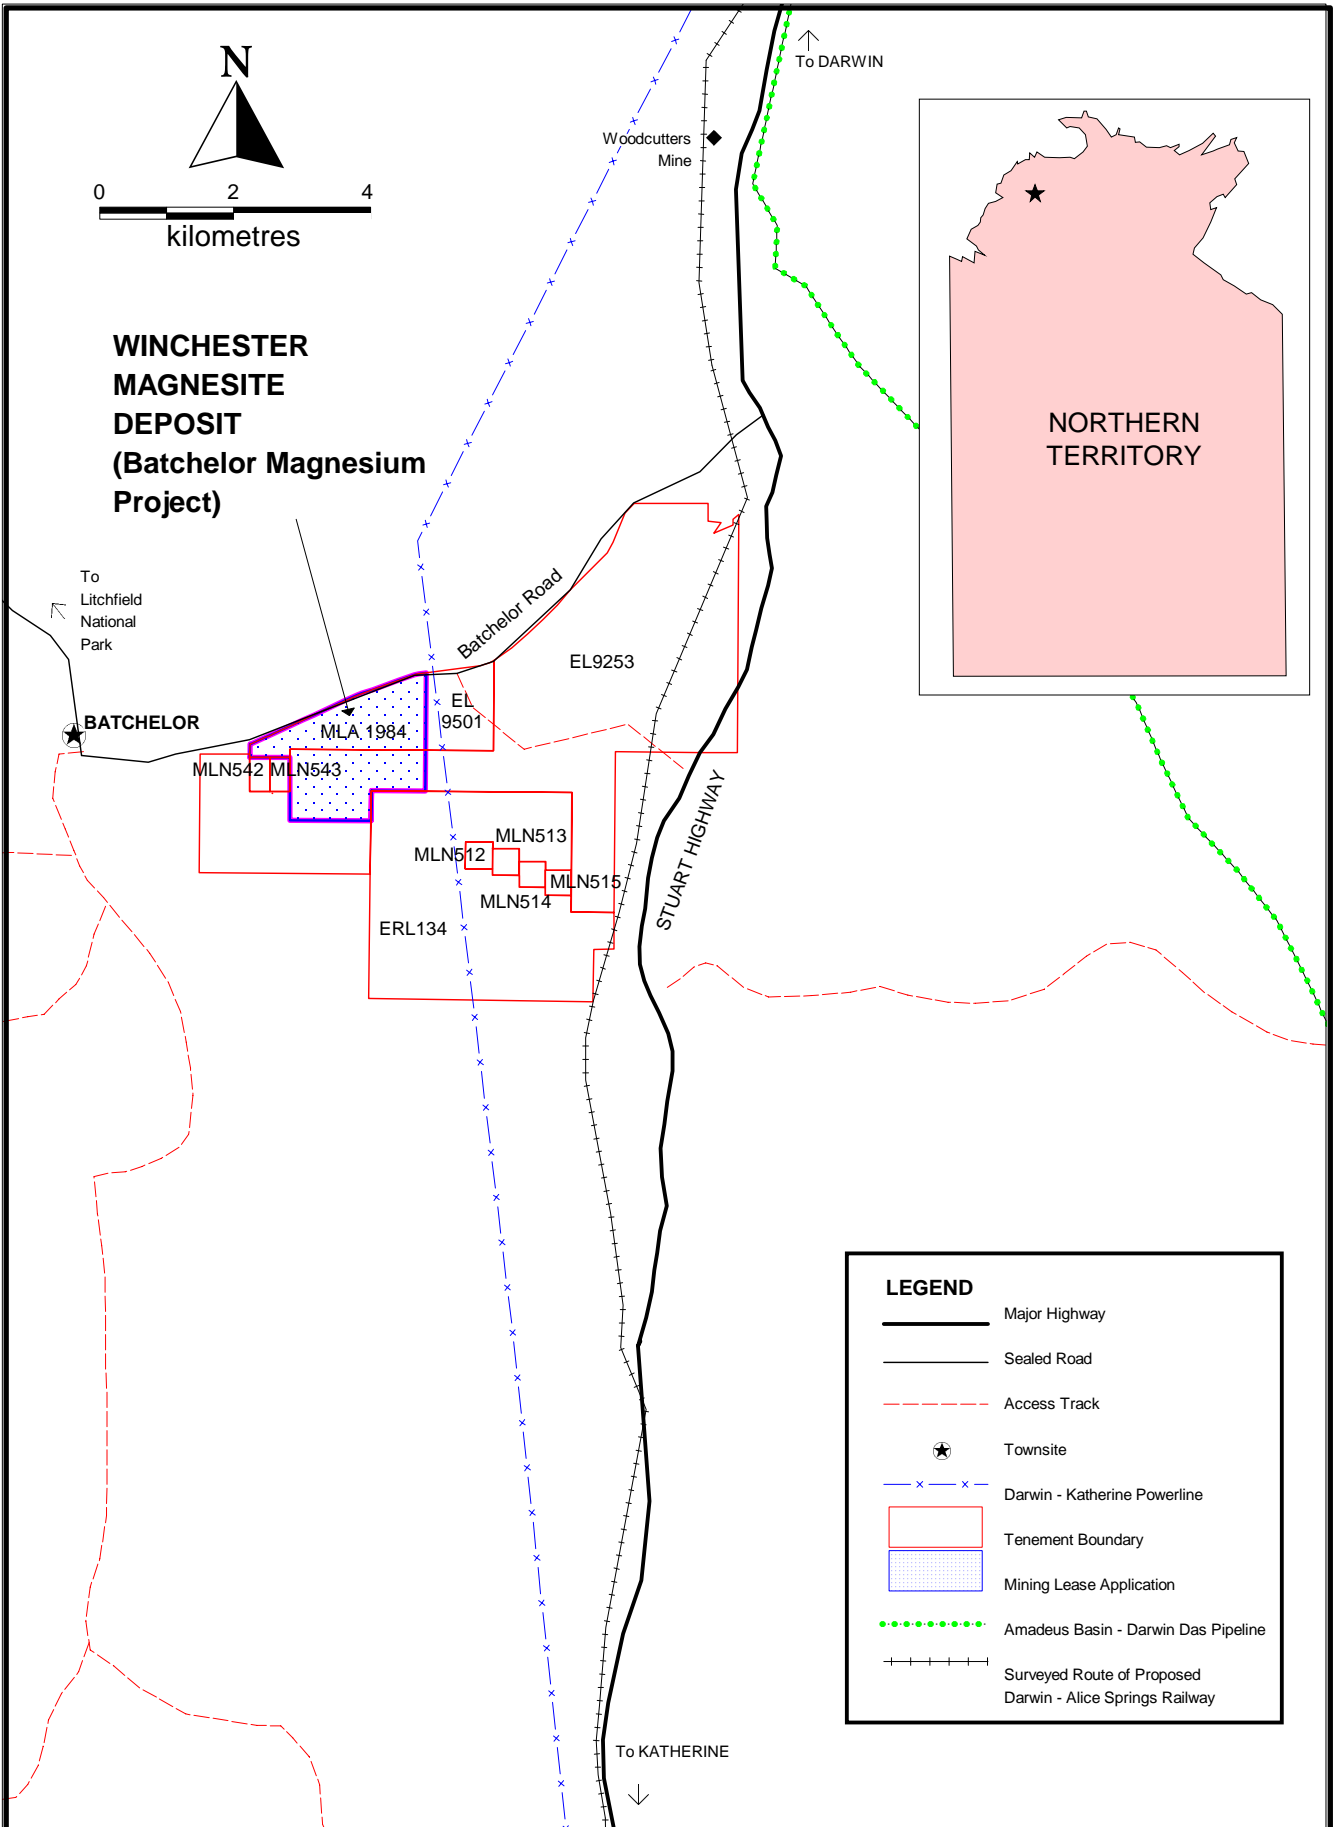 N
0 2 4
kilometres
To DARWIN
Woodcutters
Mine
NORTHERN
TERRITORY
WINCHESTER
MAGNESITE
DEPOSIT
(Batchelor Magnesium
Project)
To
Litchfield
National
Park
Batchelor Road
EL9253
EL
9501
BATCHELOR
MLA 1984
MLN542
MLN543
STUART HIGHWAY
MLN513
MLN512
MLN515
MLN514
ERL134
LEGEND
Major Highway
Sealed Road
Access Track
Townsite
Darwin - Katherine Powerline
Tenement Boundary
Mining Lease Application
Amadeus Basin - Darwin Das Pipeline
Surveyed Route of Proposed
Darwin - Alice Springs Railway
To KATHERINE